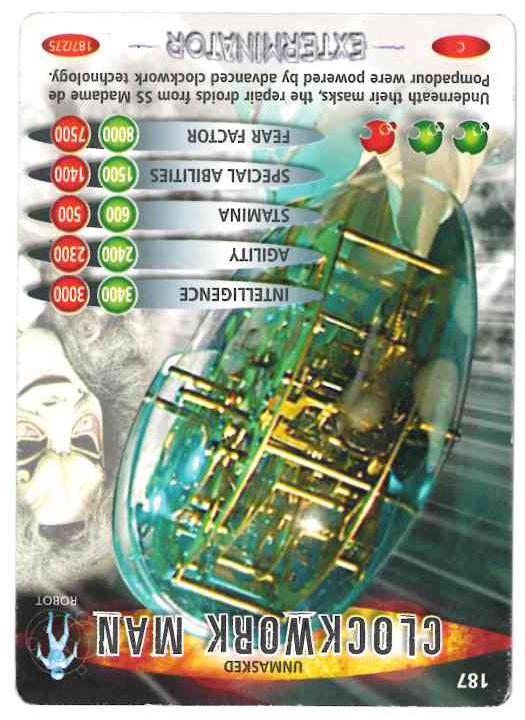 187
UNMASKED
CLOCKWORK MAN
ROBOT
INTELLIGENCE 3400 3000
AGILITY 2400 2300
STAMINA 600 500
SPECIAL ABILITIES 1500 1400
FEAR FACTOR 8000 7500
Underneath their masks, the repair droids from SS Madame de
Pompadour were powered by advanced clockwork technology.
C
EXTERMINATOR
187/275